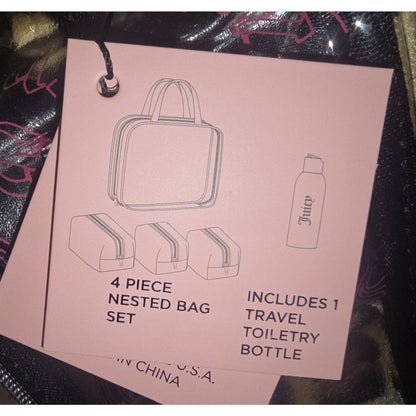 Juicy
4 PIECE
NESTED BAG
SET
INCLUDES 1
TRAVEL
TOILETRY
BOTTLE
U.S.A.
IN CHINA